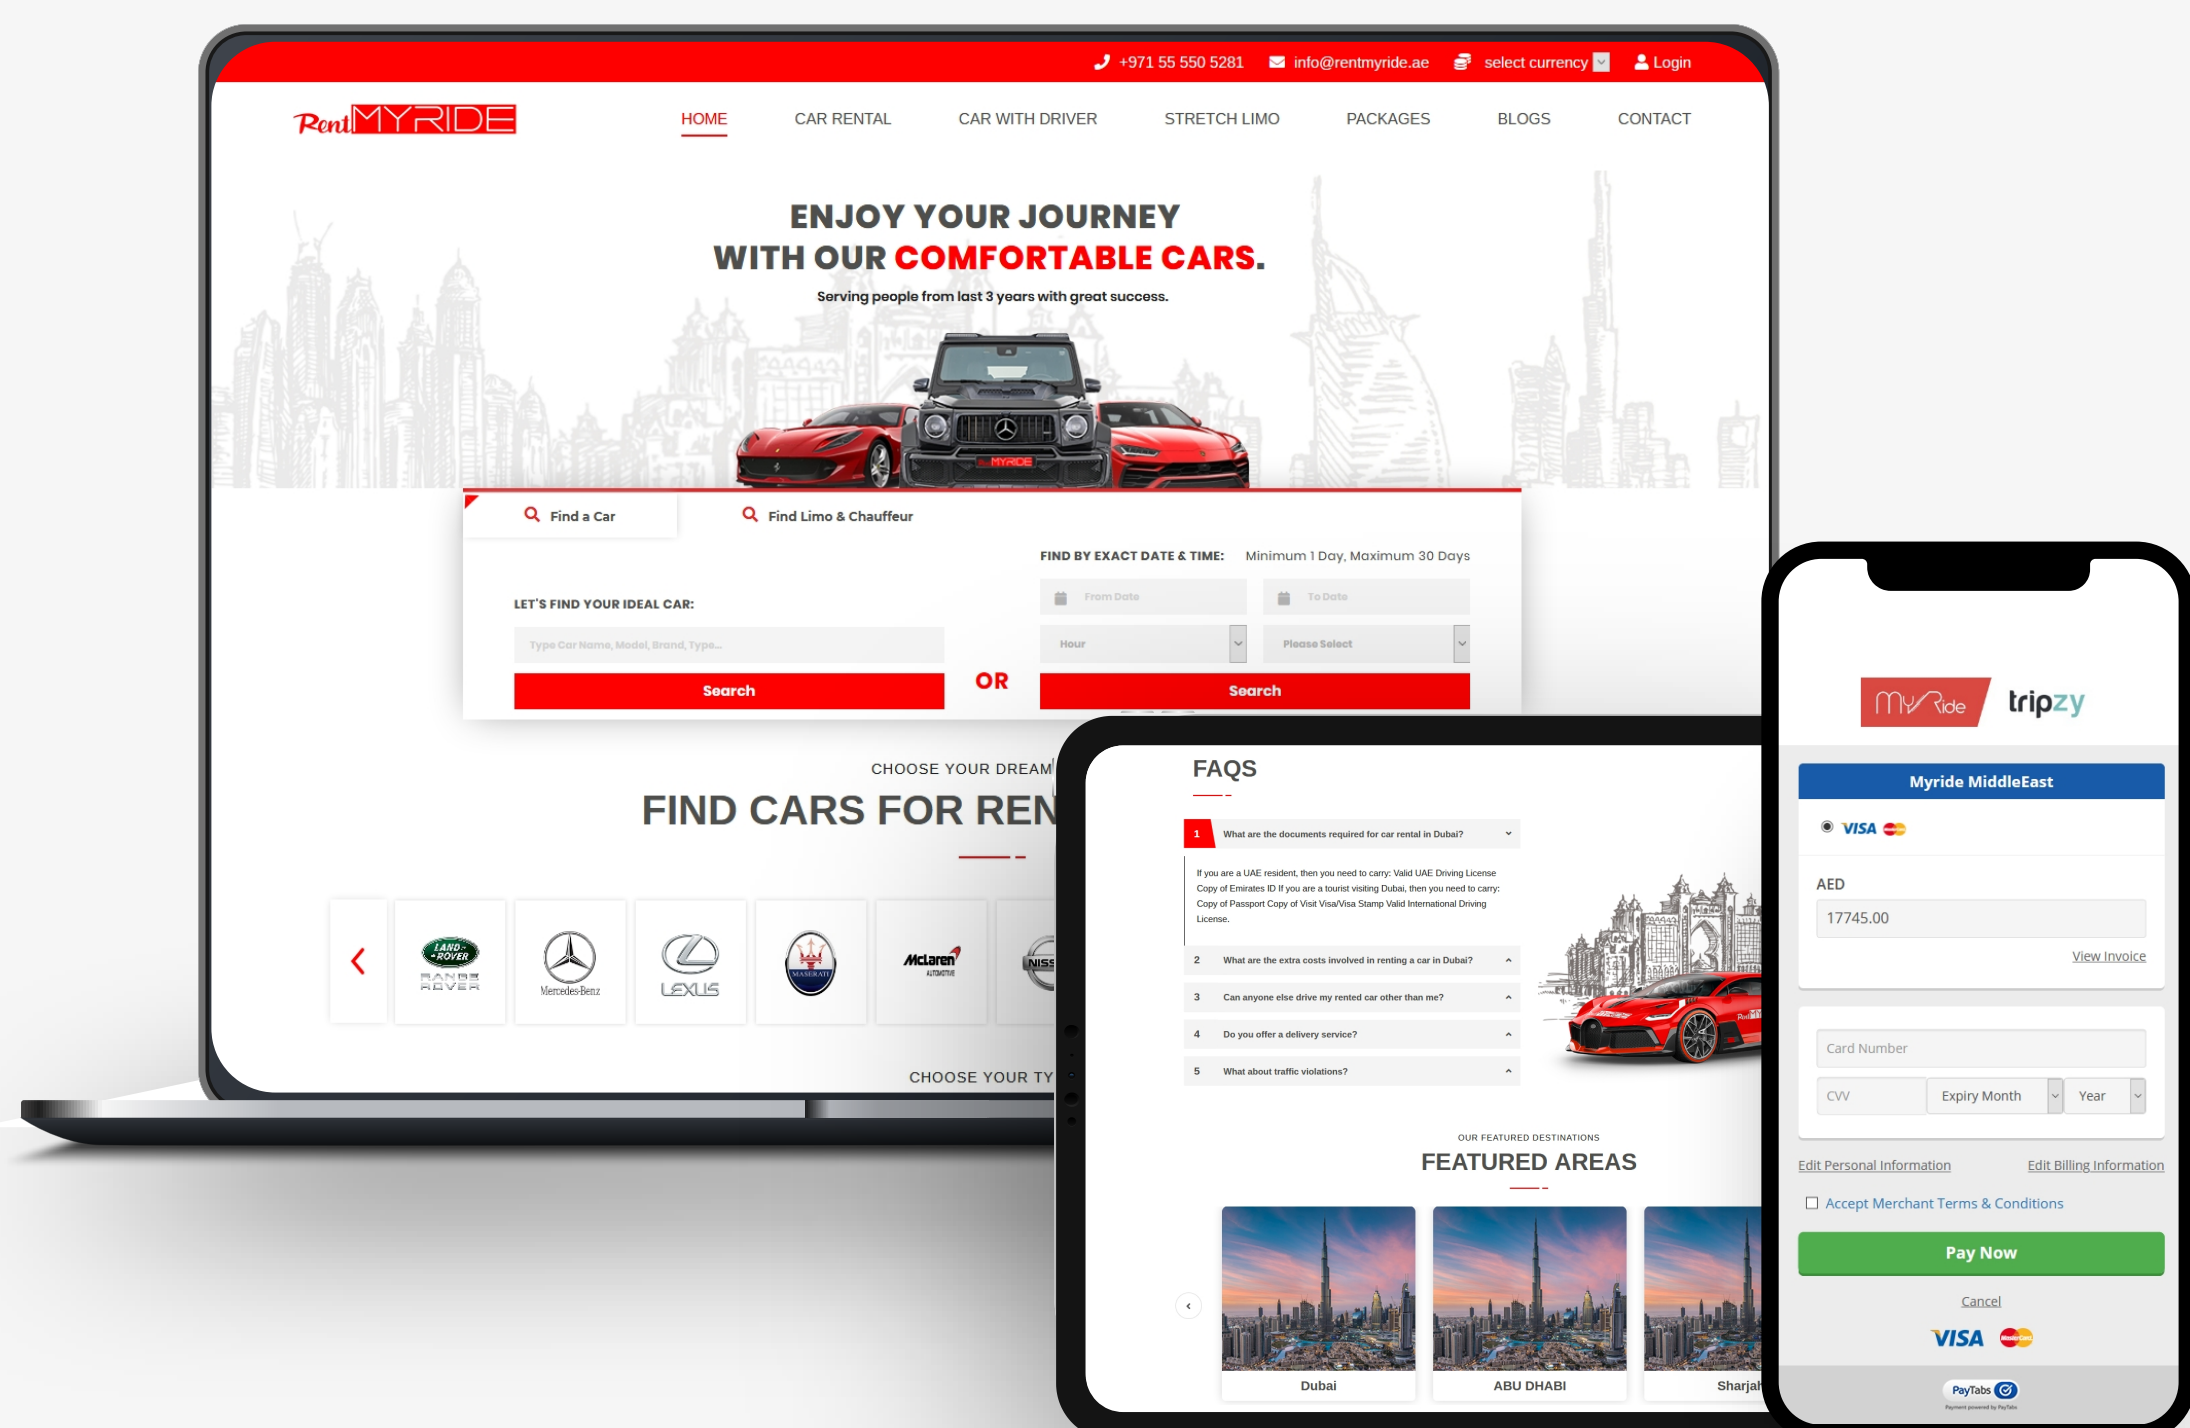 +971 55 550 5281 info@rentmyride.ae select currency Login
Rent MYRIDE
HOME CAR RENTAL CAR WITH DRIVER STRETCH LIMO PACKAGES BLOGS CONTACT
ENJOY YOUR JOURNEY
WITH OUR COMFORTABLE CARS.
Serving people from last 3 years with great success.
MYRIDE
Find a Car
Find Limo & Chauffeur
LET'S FIND YOUR IDEAL CAR:
Type Car Name, Model, Brand, Type...
Search
OR
FIND BY EXACT DATE & TIME: Minimum 1 Day, Maximum 30 Days
From Date To Date
Hour Please Select
Search
CHOOSE YOUR DREAM
FIND CARS FOR REN
LAND-
-ROVER
RANGE
ROVER
Mercedes-Benz
LEXUS
MASERATI
McLaren
AUTOMOTIVE
NISS
CHOOSE YOUR TY
FAQS
1 What are the documents required for car rental in Dubai?
If you are a UAE resident, then you need to carry: Valid UAE Driving License
Copy of Emirates ID If you are a tourist visiting Dubai, then you need to carry:
Copy of Passport Copy of Visit Visa/Visa Stamp Valid International Driving
License.
2 What are the extra costs involved in renting a car in Dubai?
3 Can anyone else drive my rented car other than me?
4 Do you offer a delivery service?
5 What about traffic violations?
OUR FEATURED DESTINATIONS
FEATURED AREAS
Dubai
ABU DHABI
Sharjah
MyRide tripzy
Myride MiddleEast
VISA MasterCard
AED
17745.00
View Invoice
Card Number
CVV Expiry Month Year
Edit Personal Information Edit Billing Information
Accept Merchant Terms & Conditions
Pay Now
Cancel
VISA MasterCard
PayTabs
Payment powered by PayTabs